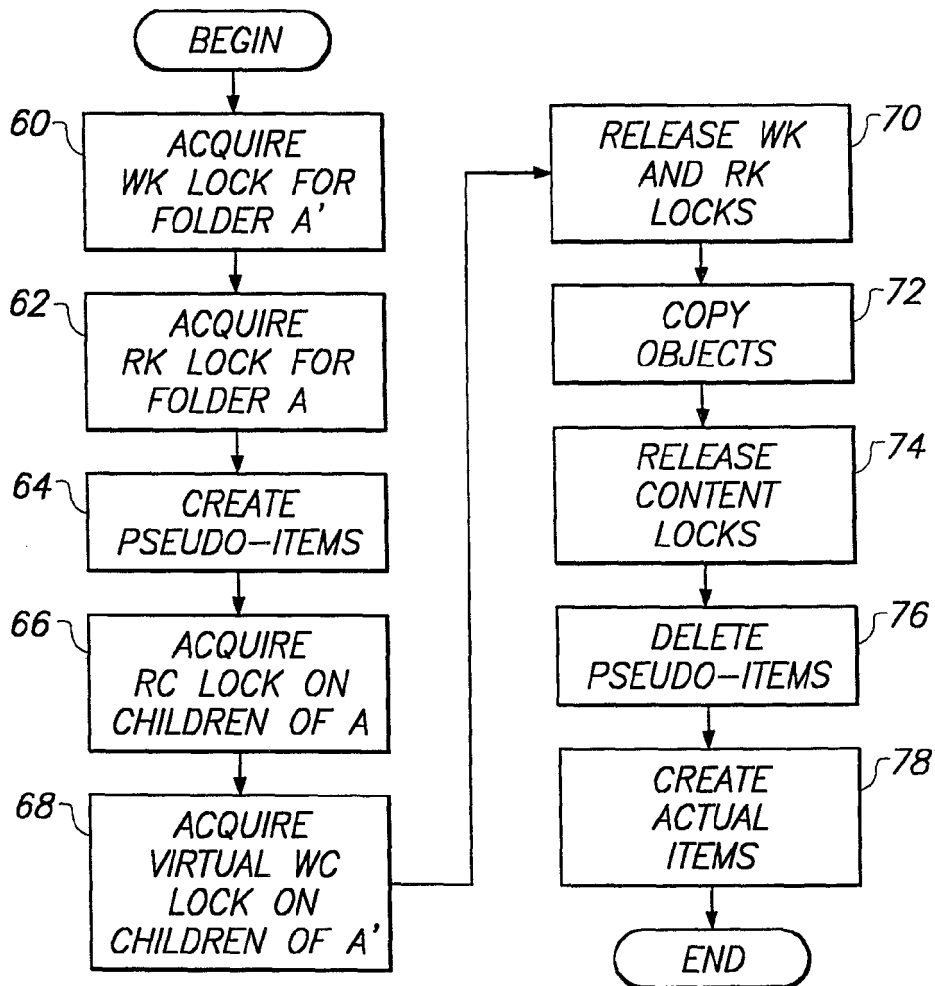 BEGIN
60
ACQUIRE
WK LOCK FOR
FOLDER A'
62
ACQUIRE
RK LOCK FOR
FOLDER A
64
CREATE
PSEUDO-ITEMS
66
ACQUIRE
RC LOCK ON
CHILDREN OF A
68
ACQUIRE
VIRTUAL WC
LOCK ON
CHILDREN OF A'
70
RELEASE WK
AND RK
LOCKS
72
COPY
OBJECTS
74
RELEASE
CONTENT
LOCKS
76
DELETE
PSEUDO-ITEMS
78
CREATE
ACTUAL
ITEMS
END